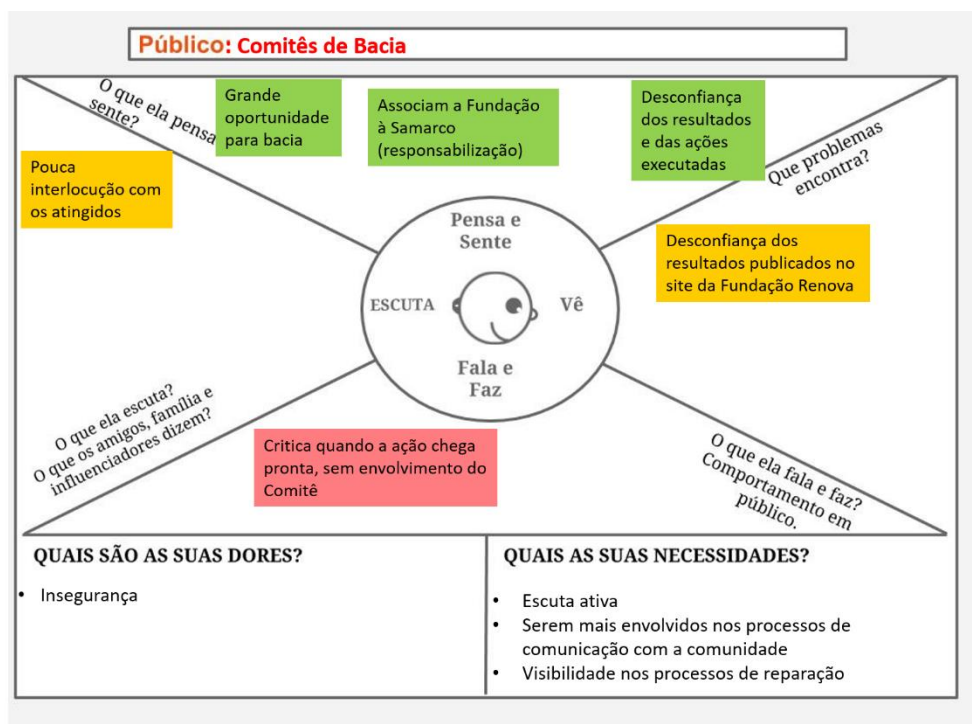 Público: Comitês de Bacia
O que ela pensa
sente?
Grande
oportunidade
para bacia
Associam a Fundação
à Samarco
(responsabilização)
Desconfiança
dos resultados
e das ações
executadas
Que problemas
encontra?
Pouca
interlocução com
os atingidos
Desconfiança dos
resultados publicados no
site da Fundação Renova
Pensa e
Sente
ESCUTA
Vê
Fala e
Faz
O que ela escuta?
O que os amigos, família e
influenciadores dizem?
Critica quando a ação chega
pronta, sem envolvimento do
Comitê
O que ela fala e faz?
Comportamento em
público.
QUAIS SÃO AS SUAS DORES?
• Insegurança
QUAIS AS SUAS NECESSIDADES?
• Escuta ativa
• Serem mais envolvidos nos processos de
comunicação com a comunidade
• Visibilidade nos processos de reparação